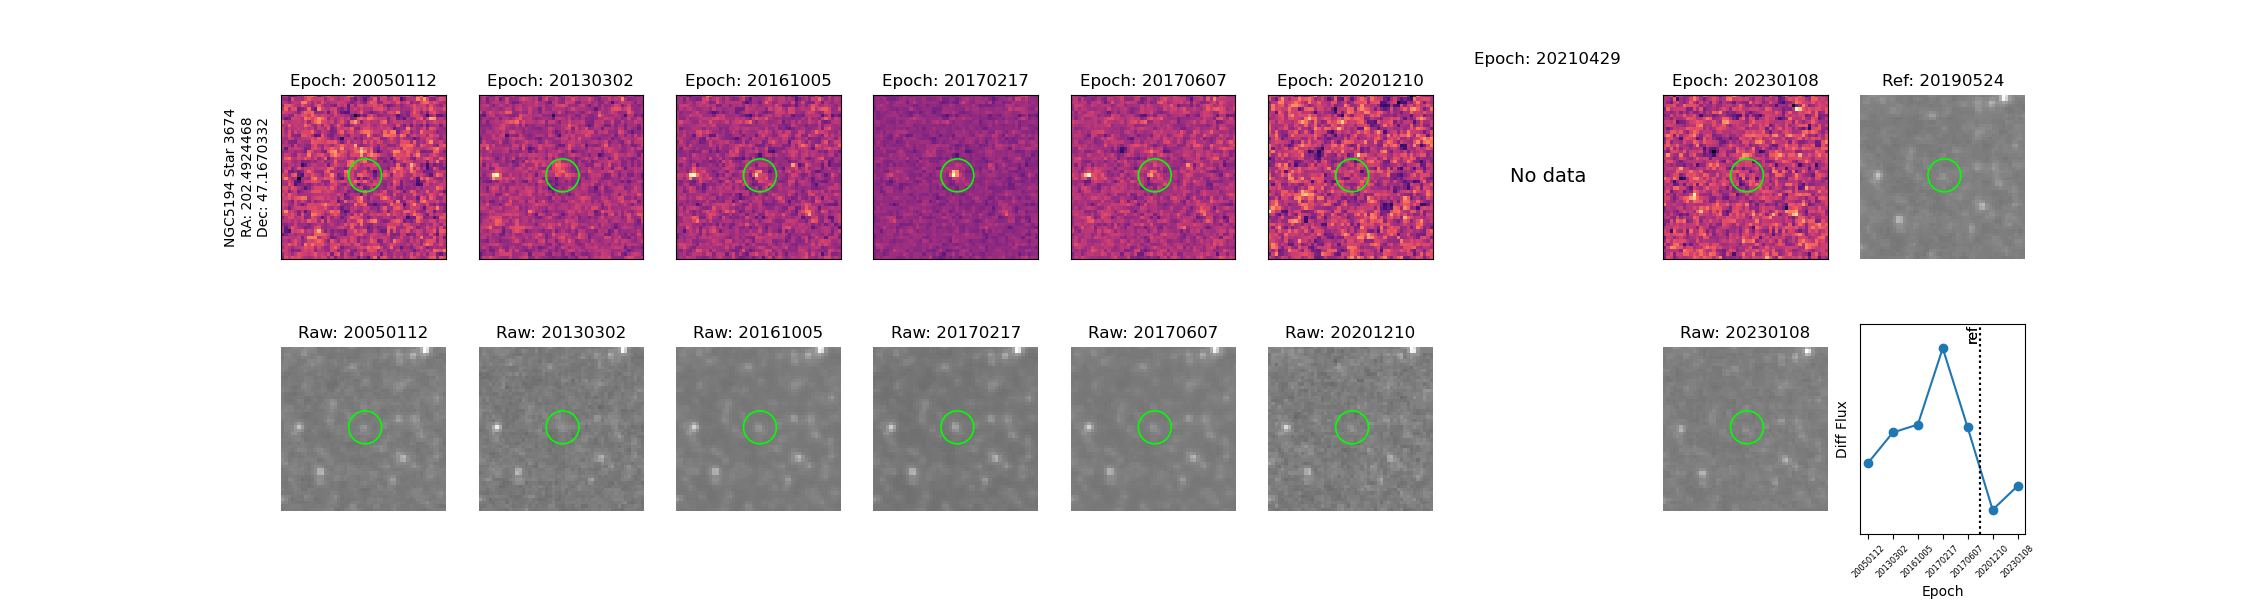 Epoch: 20210429
Epoch: 20050112
Epoch: 20130302
Epoch: 20161005
Epoch: 20170217
Epoch: 20170607
Epoch: 20201210
Epoch: 20230108
Ref: 20190524
NGC5194 Star 3674
RA: 202.4924468
Dec: 47.1670332
No data
Raw: 20050112
Raw: 20130302
Raw: 20161005
Raw: 20170217
Raw: 20170607
Raw: 20201210
Raw: 20230108
ref
Diff Flux
20050112
20130302
20161005
20170217
20170607
20201210
20230108
Epoch